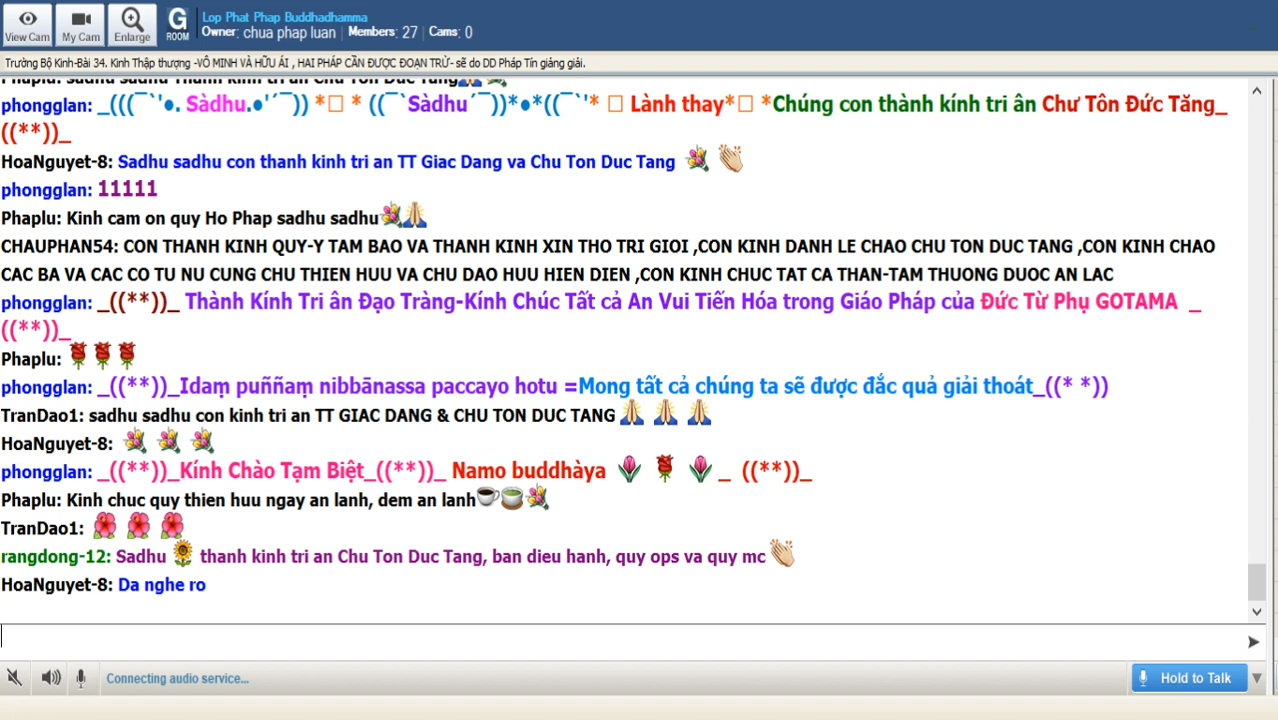 View Cam
My Cam
Enlarge
G ROOM
Lop Phat Phap Buddhadhamma
Owner: chua phap luan | Members: 27 | Cams: 0
Trường Bộ Kinh-Bài 34. Kinh Thập thượng -VÔ MINH VÀ HỮU ÁI , HAI PHÁP CẦN ĐƯỢC ĐOẠN TRỪ- sẽ do DD Pháp Tín giảng giải.
phongglan: _(((¯`'●. Sàdhu.●'´¯)) *□ * ((¯`Sàdhu´¯))*●*((¯`'* □ Lành thay*□ *Chúng con thành kính tri ân Chư Tôn Đức Tăng_
((**))_
HoaNguyet-8: Sadhu sadhu con thanh kinh tri an TT Giac Dang va Chu Ton Duc Tang 💐 👏
phongglan: 11111
Phaplu: Kinh cam on quy Ho Phap sadhu sadhu💐🙏
CHAUPHAN54: CON THANH KINH QUY-Y TAM BAO VA THANH KINH XIN THO TRI GIOI ,CON KINH DANH LE CHAO CHU TON DUC TANG ,CON KINH CHAO
CAC BA VA CAC CO TU NU CUNG CHU THIEN HUU VA CHU DAO HUU HIEN DIEN ,CON KINH CHUC TAT CA THAN-TAM THUONG DUOC AN LAC
phongglan: _((**))_ Thành Kính Tri ân Đạo Tràng-Kính Chúc Tất cả An Vui Tiến Hóa trong Giáo Pháp của Đức Từ Phụ GOTAMA _
((**))_
Phaplu: 🌹🌹🌹
phongglan: _((**))_Idaṃ puññaṃ nibbānassa paccayo hotu =Mong tất cả chúng ta sẽ được đắc quả giải thoát_((* *))
TranDao1: sadhu sadhu con kinh tri an TT GIAC DANG & CHU TON DUC TANG 🙏 🙏 🙏
HoaNguyet-8: 💐 💐 💐
phongglan: _((**))_Kính Chào Tạm Biệt_((**))_ Namo buddhàya 🌷 🌹 🌷 _ ((**))_
Phaplu: Kinh chuc quy thien huu ngay an lanh, dem an lanh☕🍵💐
TranDao1: 🌺 🌺 🌺
rangdong-12: Sadhu 🌻 thanh kinh tri an Chu Ton Duc Tang, ban dieu hanh, quy ops va quy mc 👏
HoaNguyet-8: Da nghe ro
Connecting audio service...
Hold to Talk